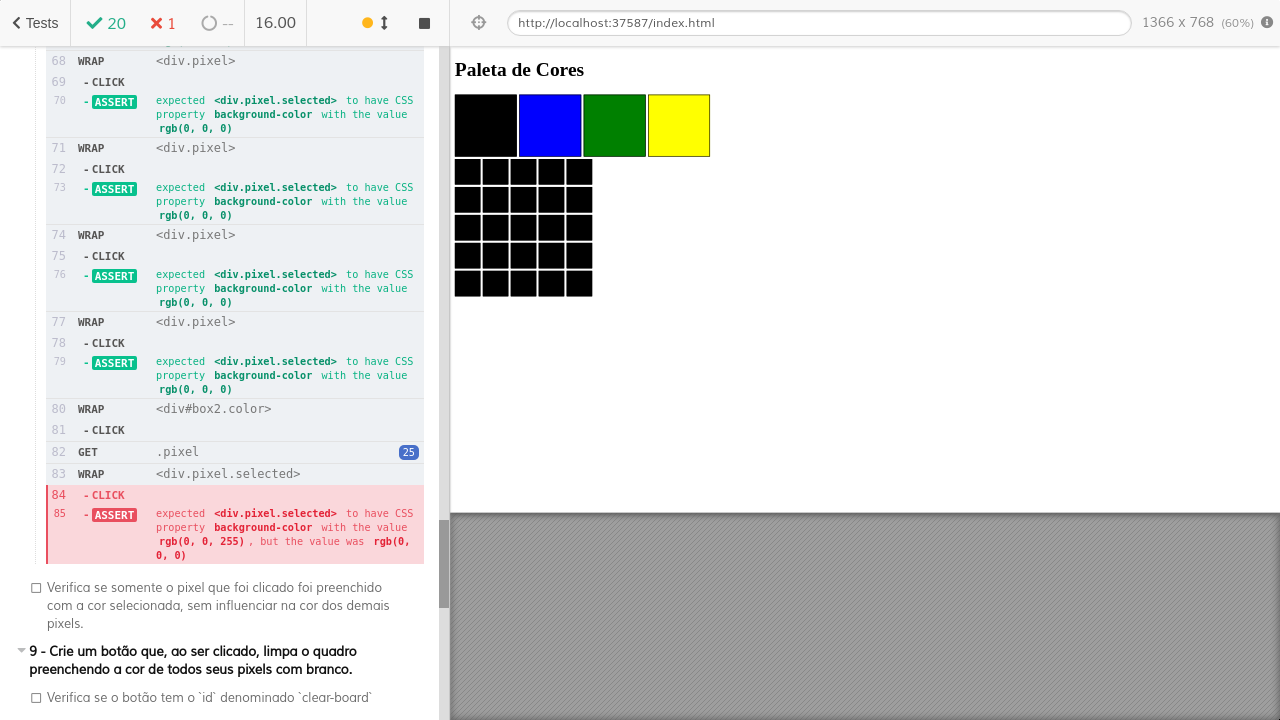 Tests 20 1 -- 16.00 http://localhost:37587/index.html 1366 x 768 (60%)
68 WRAP <div.pixel>
69 - CLICK
70 - ASSERT expected <div.pixel.selected> to have CSS
property background-color with the value
rgb(0, 0, 0)
71 WRAP <div.pixel>
72 - CLICK
73 - ASSERT expected <div.pixel.selected> to have CSS
property background-color with the value
rgb(0, 0, 0)
74 WRAP <div.pixel>
75 - CLICK
76 - ASSERT expected <div.pixel.selected> to have CSS
property background-color with the value
rgb(0, 0, 0)
77 WRAP <div.pixel>
78 - CLICK
79 - ASSERT expected <div.pixel.selected> to have CSS
property background-color with the value
rgb(0, 0, 0)
80 WRAP <div#box2.color>
81 - CLICK
82 GET .pixel 25
83 WRAP <div.pixel.selected>
84 - CLICK
85 - ASSERT expected <div.pixel.selected> to have CSS
property background-color with the value
rgb(0, 0, 255) , but the value was rgb(0,
0, 0)
Verifica se somente o pixel que foi clicado foi preenchido
com a cor selecionada, sem influenciar na cor dos demais
pixels.
9 - Crie um botão que, ao ser clicado, limpa o quadro
preenchendo a cor de todos seus pixels com branco.
Verifica se o botão tem o `id` denominado `clear-board`
Paleta de Cores